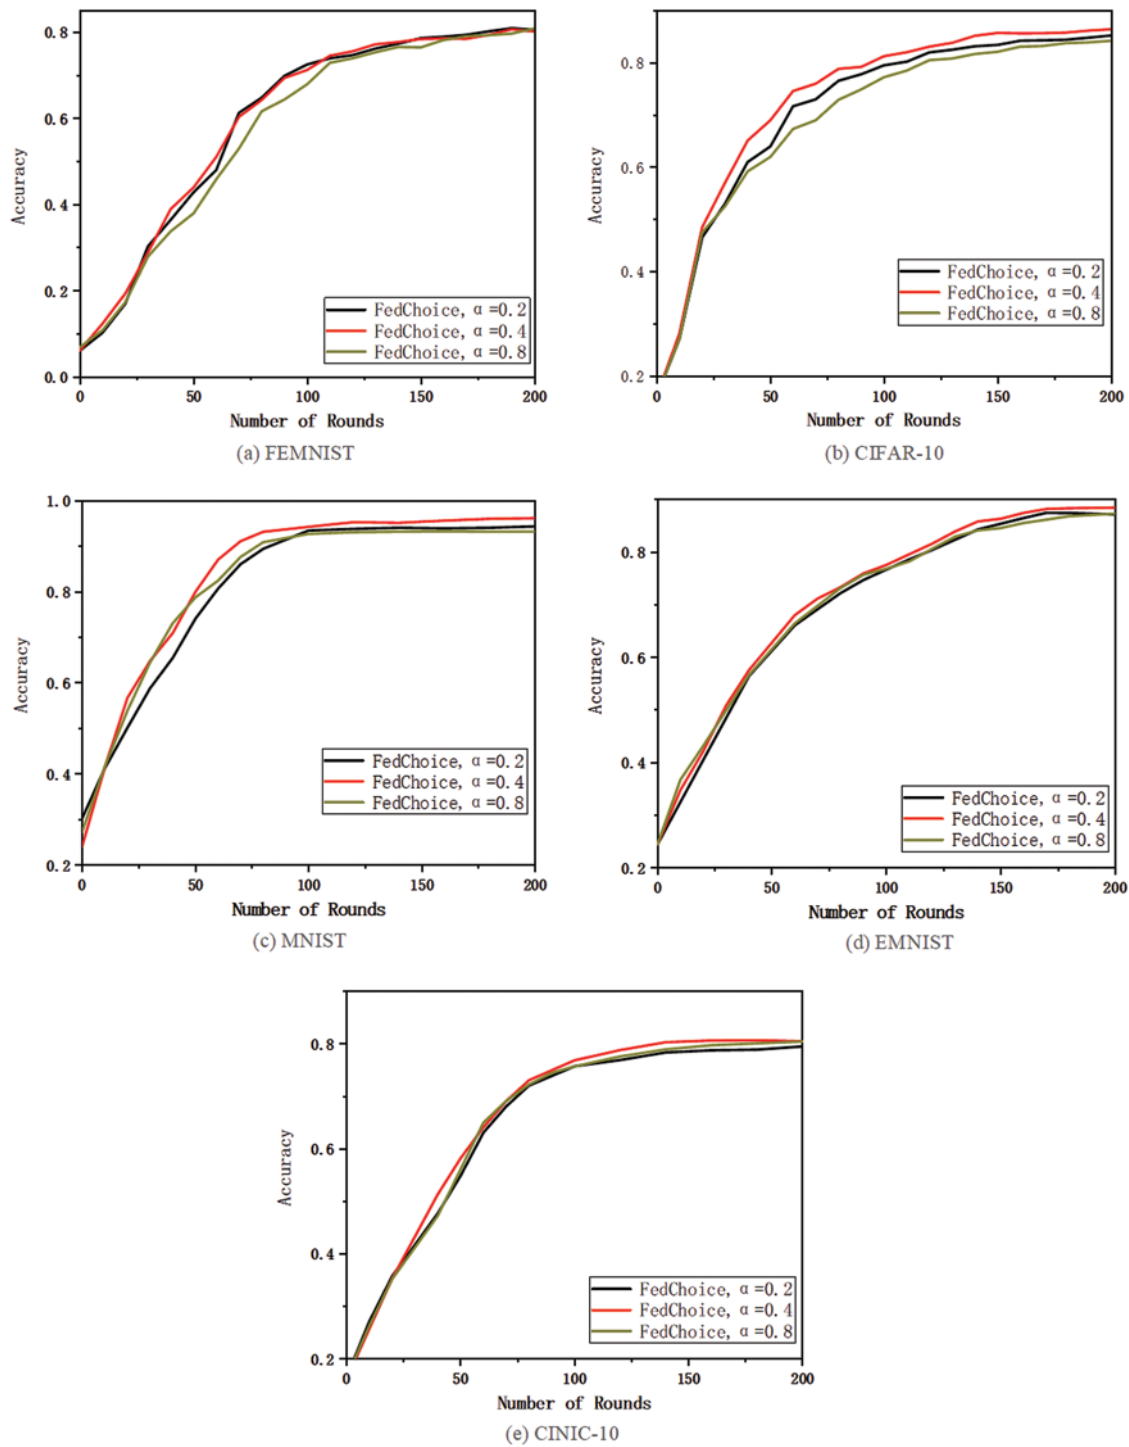 0.8
0.6
0.4
0.2
0.0
Accuracy
FedChoice, α=0.2
FedChoice, α=0.4
FedChoice, α=0.8
0 50 100 150 200
Number of Rounds
(a) FEMNIST
0.8
0.6
0.4
0.2
Accuracy
FedChoice, α=0.2
FedChoice, α=0.4
FedChoice, α=0.8
0 50 100 150 200
Number of Rounds
(b) CIFAR-10
1.0
0.8
0.6
0.4
0.2
Accuracy
FedChoice, α=0.2
FedChoice, α=0.4
FedChoice, α=0.8
0 50 100 150 200
Number of Rounds
(c) MNIST
0.8
0.6
0.4
0.2
Accuracy
FedChoice, α=0.2
FedChoice, α=0.4
FedChoice, α=0.8
0 50 100 150 200
Number of Rounds
(d) EMNIST
0.8
0.6
0.4
0.2
Accuracy
FedChoice, α=0.2
FedChoice, α=0.4
FedChoice, α=0.8
0 50 100 150 200
Number of Rounds
(e) CINIC-10